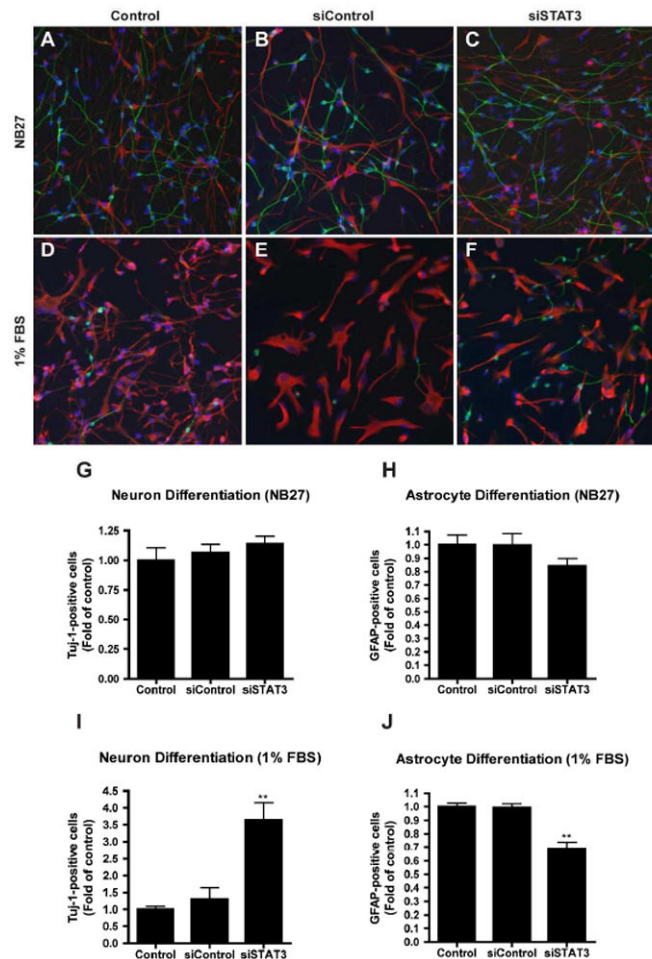 Control siControl siSTAT3
A B C
NB27
D E F
1% FBS
G H
Neuron Differentiation (NB27) Astrocyte Differentiation (NB27)
Tuj-1-positive cells
(Fold of control)
1.25
1.00
0.75
0.50
0.25
0.00
Control siControl siSTAT3
GFAP-positive cells
(Fold of control)
1.1
1.0
0.9
0.8
0.7
0.6
0.5
0.4
0.3
0.2
0.1
0.0
Control siControl siSTAT3
I J
Neuron Differentiation (1% FBS) Astrocyte Differentiation (1% FBS)
Tuj-1-positive cells
(Fold of control)
4.5
4.0
3.5
3.0
2.5
2.0
1.5
1.0
0.5
0.0
**
Control siControl siSTAT3
GFAP-positive cells
(Fold of control)
1.1
1.0
0.9
0.8
0.7
0.6
0.5
0.4
0.3
0.2
0.1
0.0
**
Control siControl siSTAT3